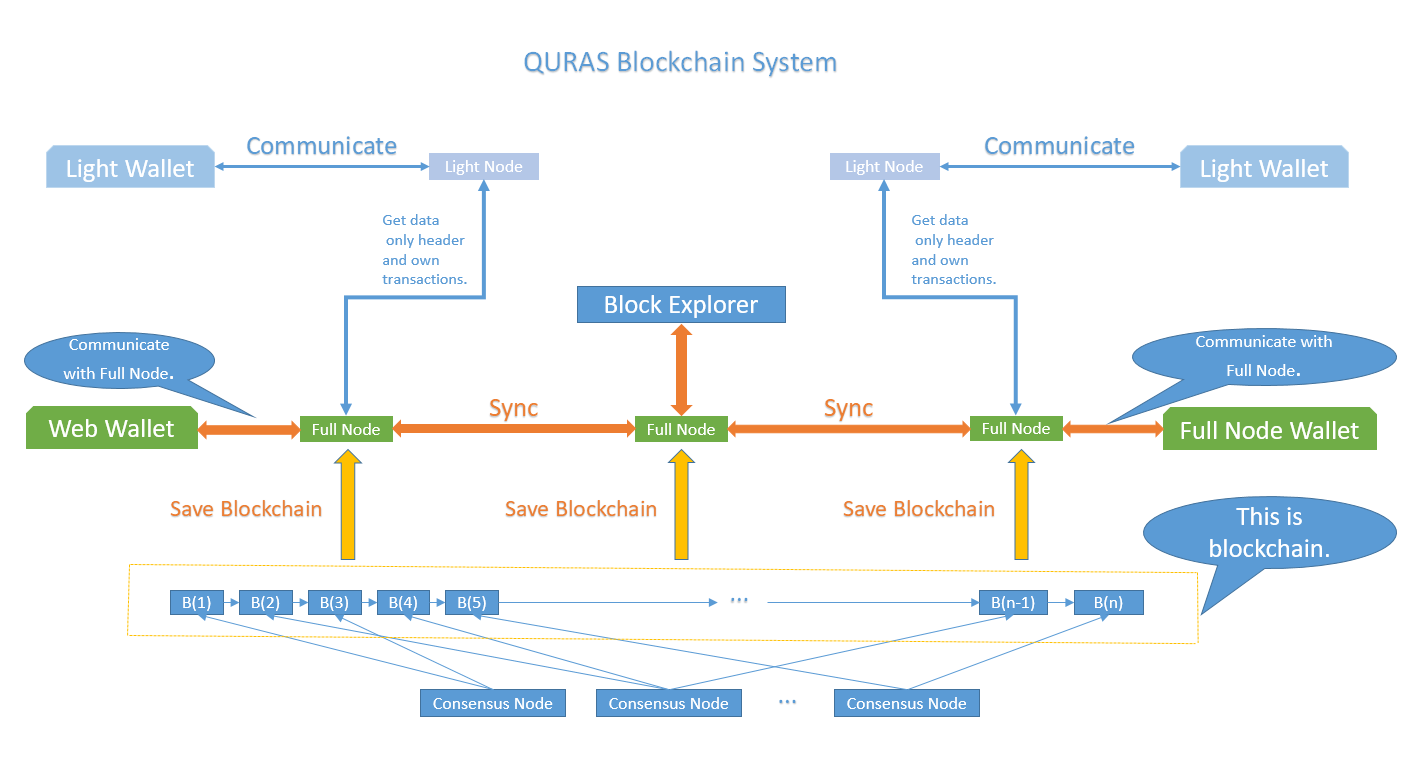 QURAS Blockchain System
Communicate
Communicate
Light Wallet
Light Node
Light Node
Light Wallet
Get data
only header
and own
transactions.
Get data
only header
and own
transactions.
Block Explorer
Communicate
with Full Node.
Communicate with
Full Node.
Web Wallet
Full Node
Sync
Full Node
Sync
Full Node
Full Node Wallet
Save Blockchain
Save Blockchain
Save Blockchain
This is
blockchain.
B(1)
B(2)
B(3)
B(4)
B(5)
...
B(n-1)
B(n)
Consensus Node
Consensus Node
...
Consensus Node